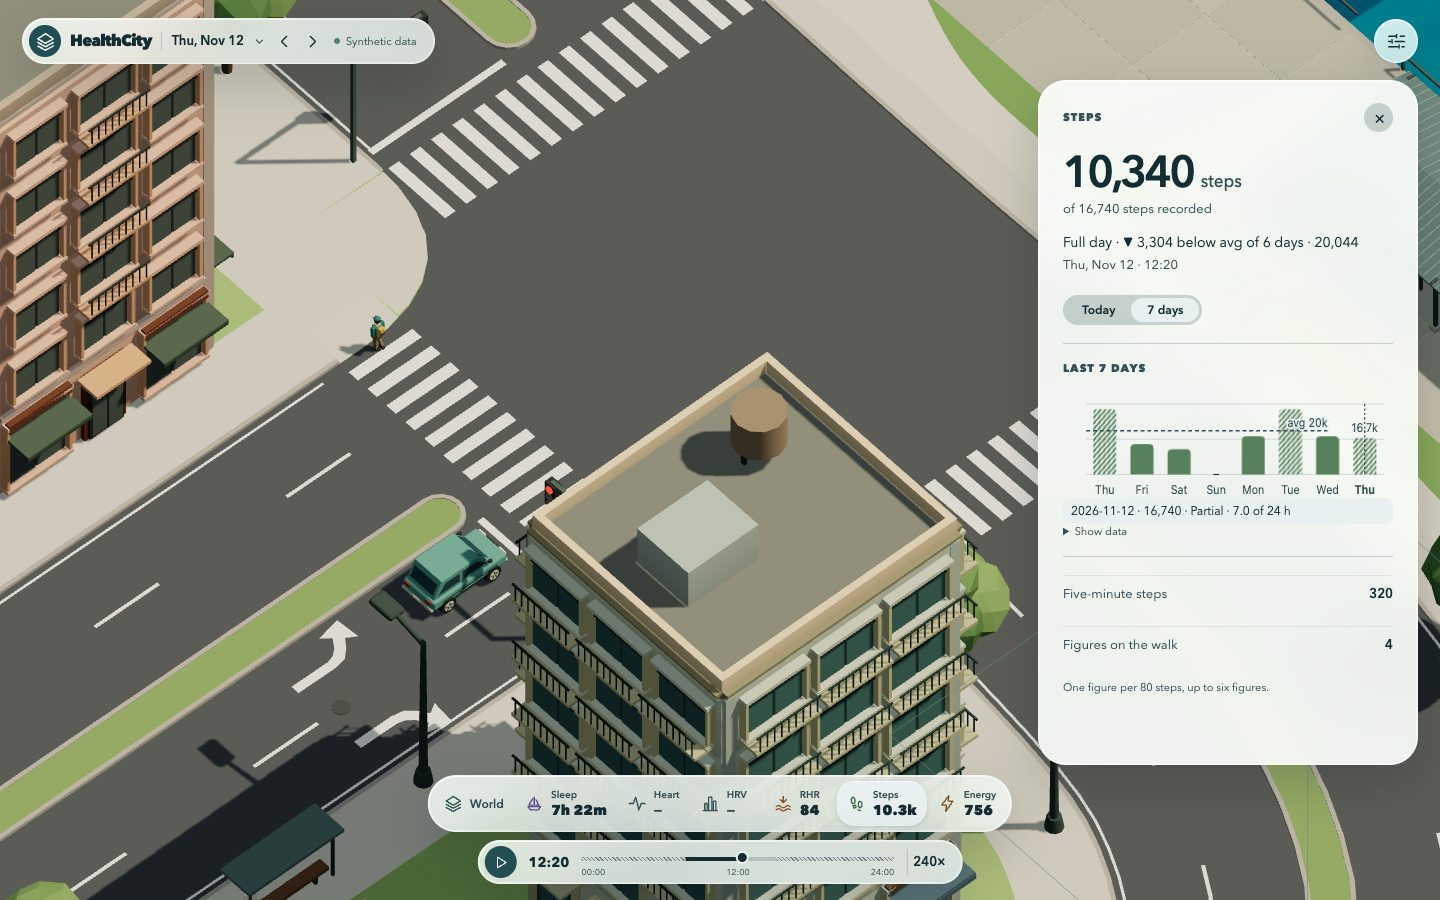 HealthCity Thu, Nov 12 Synthetic data
STEPS
10,340 steps
of 16,740 steps recorded
Full day · ▼ 3,304 below avg of 6 days · 20,044
Thu, Nov 12 · 12:20
Today 7 days
LAST 7 DAYS
avg 20k
16.7k
Thu Fri Sat Sun Mon Tue Wed Thu
2026-11-12 · 16,740 · Partial · 7.0 of 24 h
Show data
Five-minute steps 320
Figures on the walk 4
One figure per 80 steps, up to six figures.
World
Sleep
7h 22m
Heart
–
HRV
–
RHR
84
Steps
10.3k
Energy
756
12:20
00:00 12:00 24:00
240×